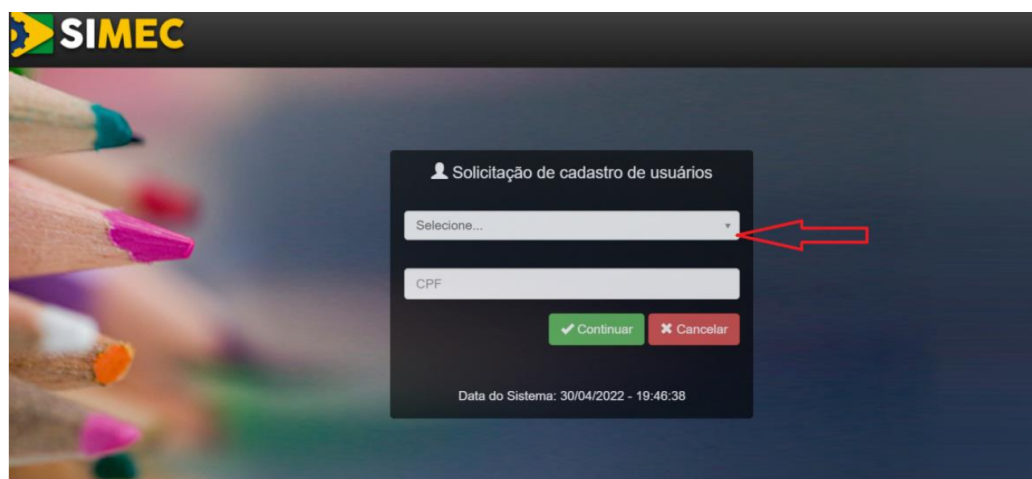 SIMEC
Solicitação de cadastro de usuários
Selecione...
CPF
Continuar
Cancelar
Data do Sistema: 30/04/2022 - 19:46:38